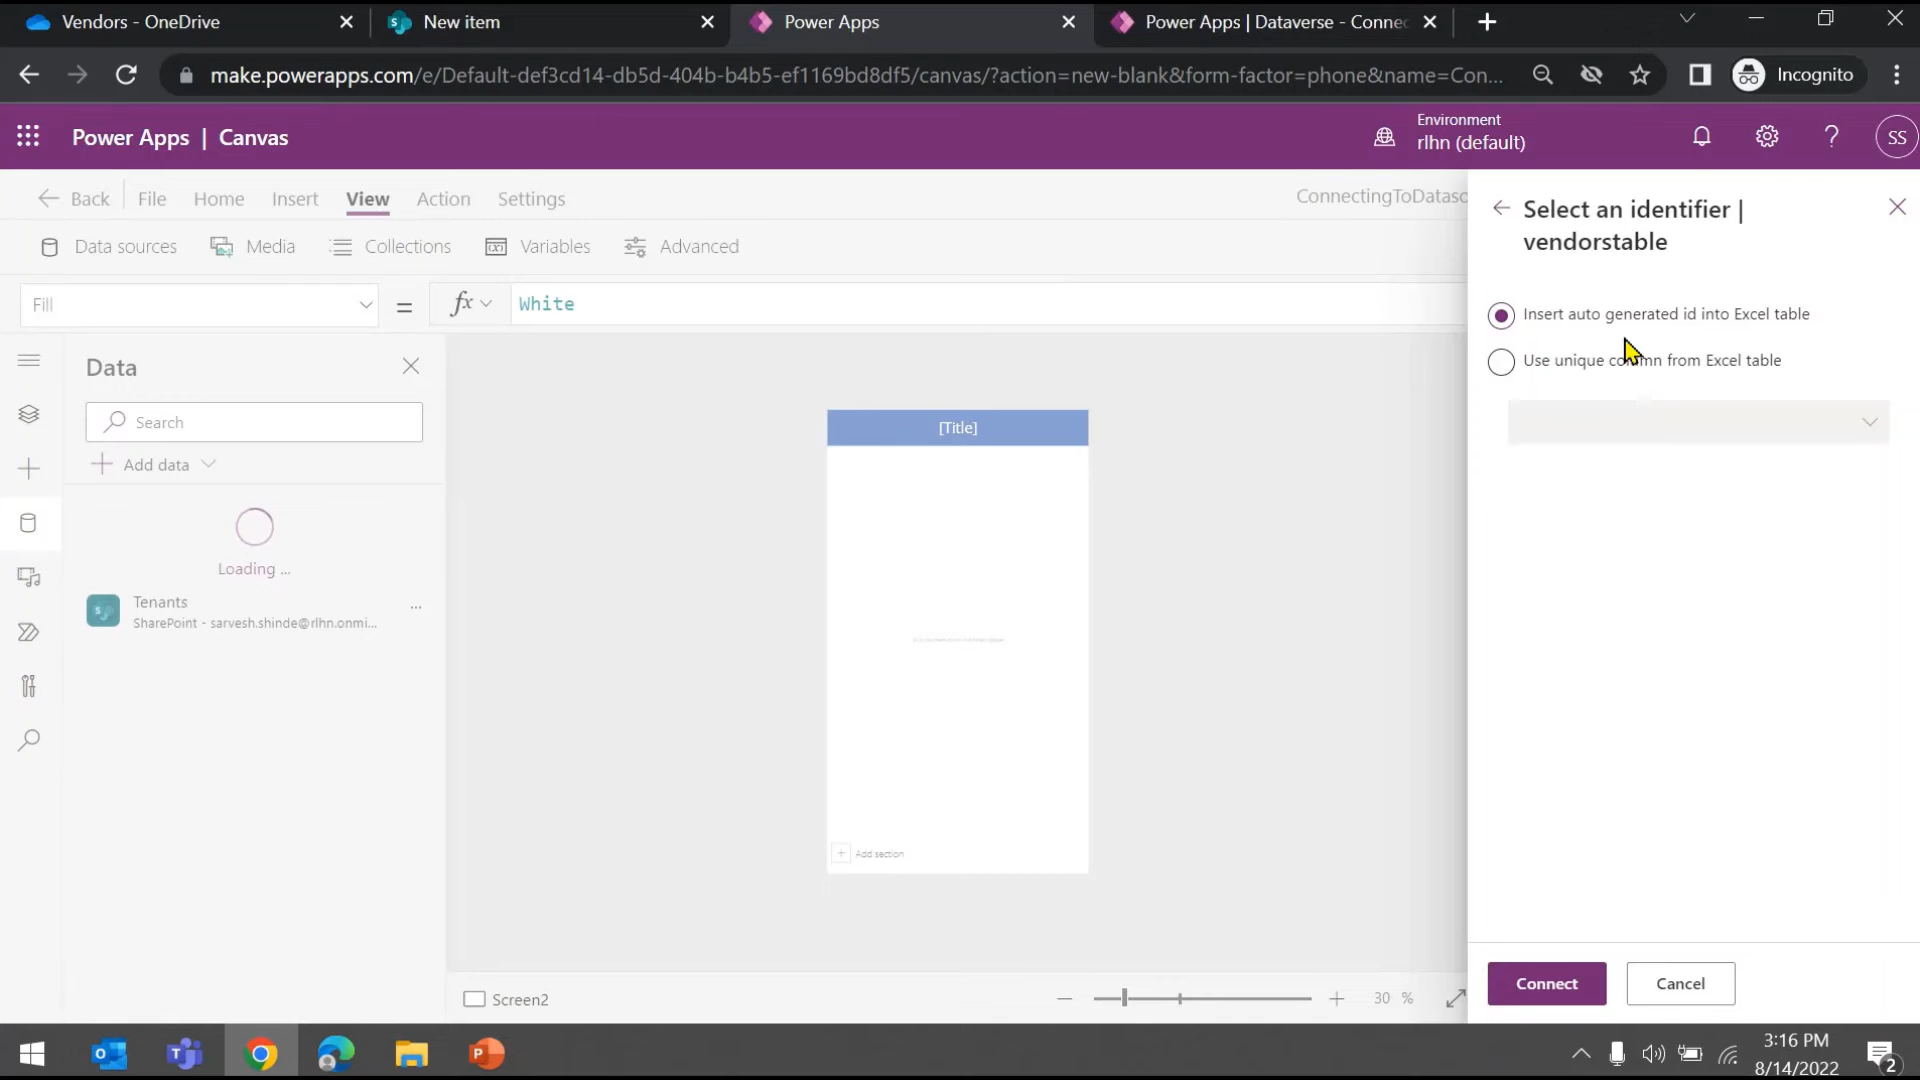 Vendors - OneDrive
New item
Power Apps
Power Apps | Dataverse - Connec
make.powerapps.com/e/Default-def3cd14-db5d-404b-b4b5-ef1169bd8df5/canvas/?action=new-blank&form-factor=phone&name=Con...
Incognito
Power Apps | Canvas
Environment
rlhn (default)
SS
Back
File
Home
Insert
View
Action
Settings
ConnectingToDataso
Data sources
Media
Collections
Variables
Advanced
Fill
=
fx
White
Data
Search
Add data
Loading ...
Tenants
SharePoint - sarvesh.shinde@rlhn.onmi...
...
[Title]
Add section
Screen2
30 %
Select an identifier |
vendorstable
Insert auto generated id into Excel table
Use unique column from Excel table
Connect
Cancel
3:16 PM
8/14/2022
2